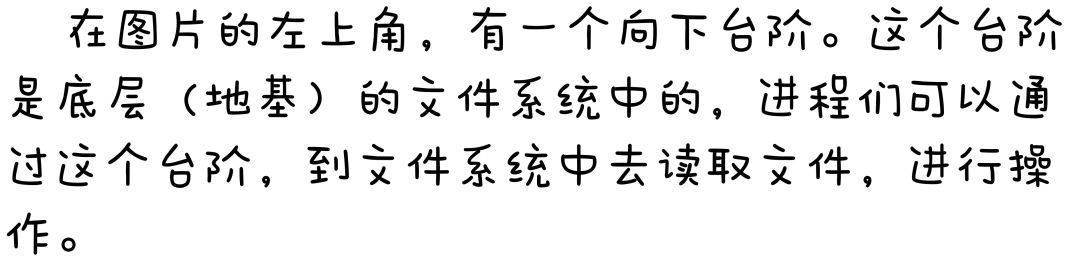 在图片的左上角，有一个向下台阶。这个台阶
是底层（地基）的文件系统中的，进程们可以通
过这个台阶，到文件系统中去读取文件，进行操
作。